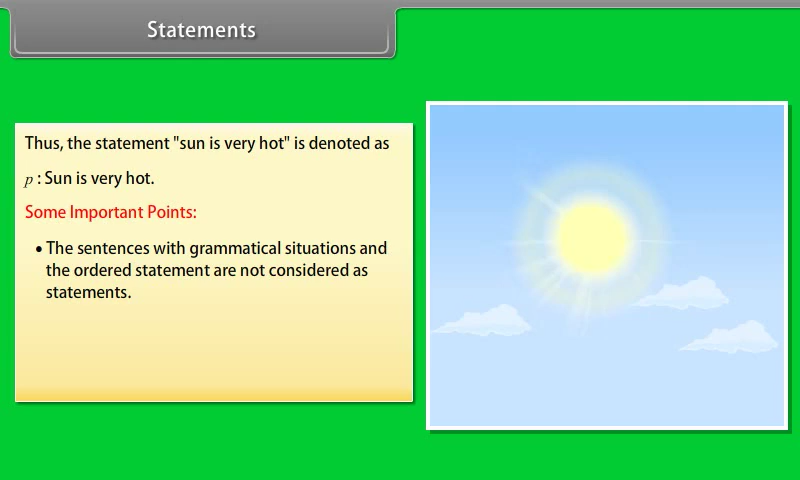 Statements
Thus, the statement "sun is very hot" is denoted as
p : Sun is very hot.
Some Important Points:
• The sentences with grammatical situations and
the ordered statement are not considered as
statements.